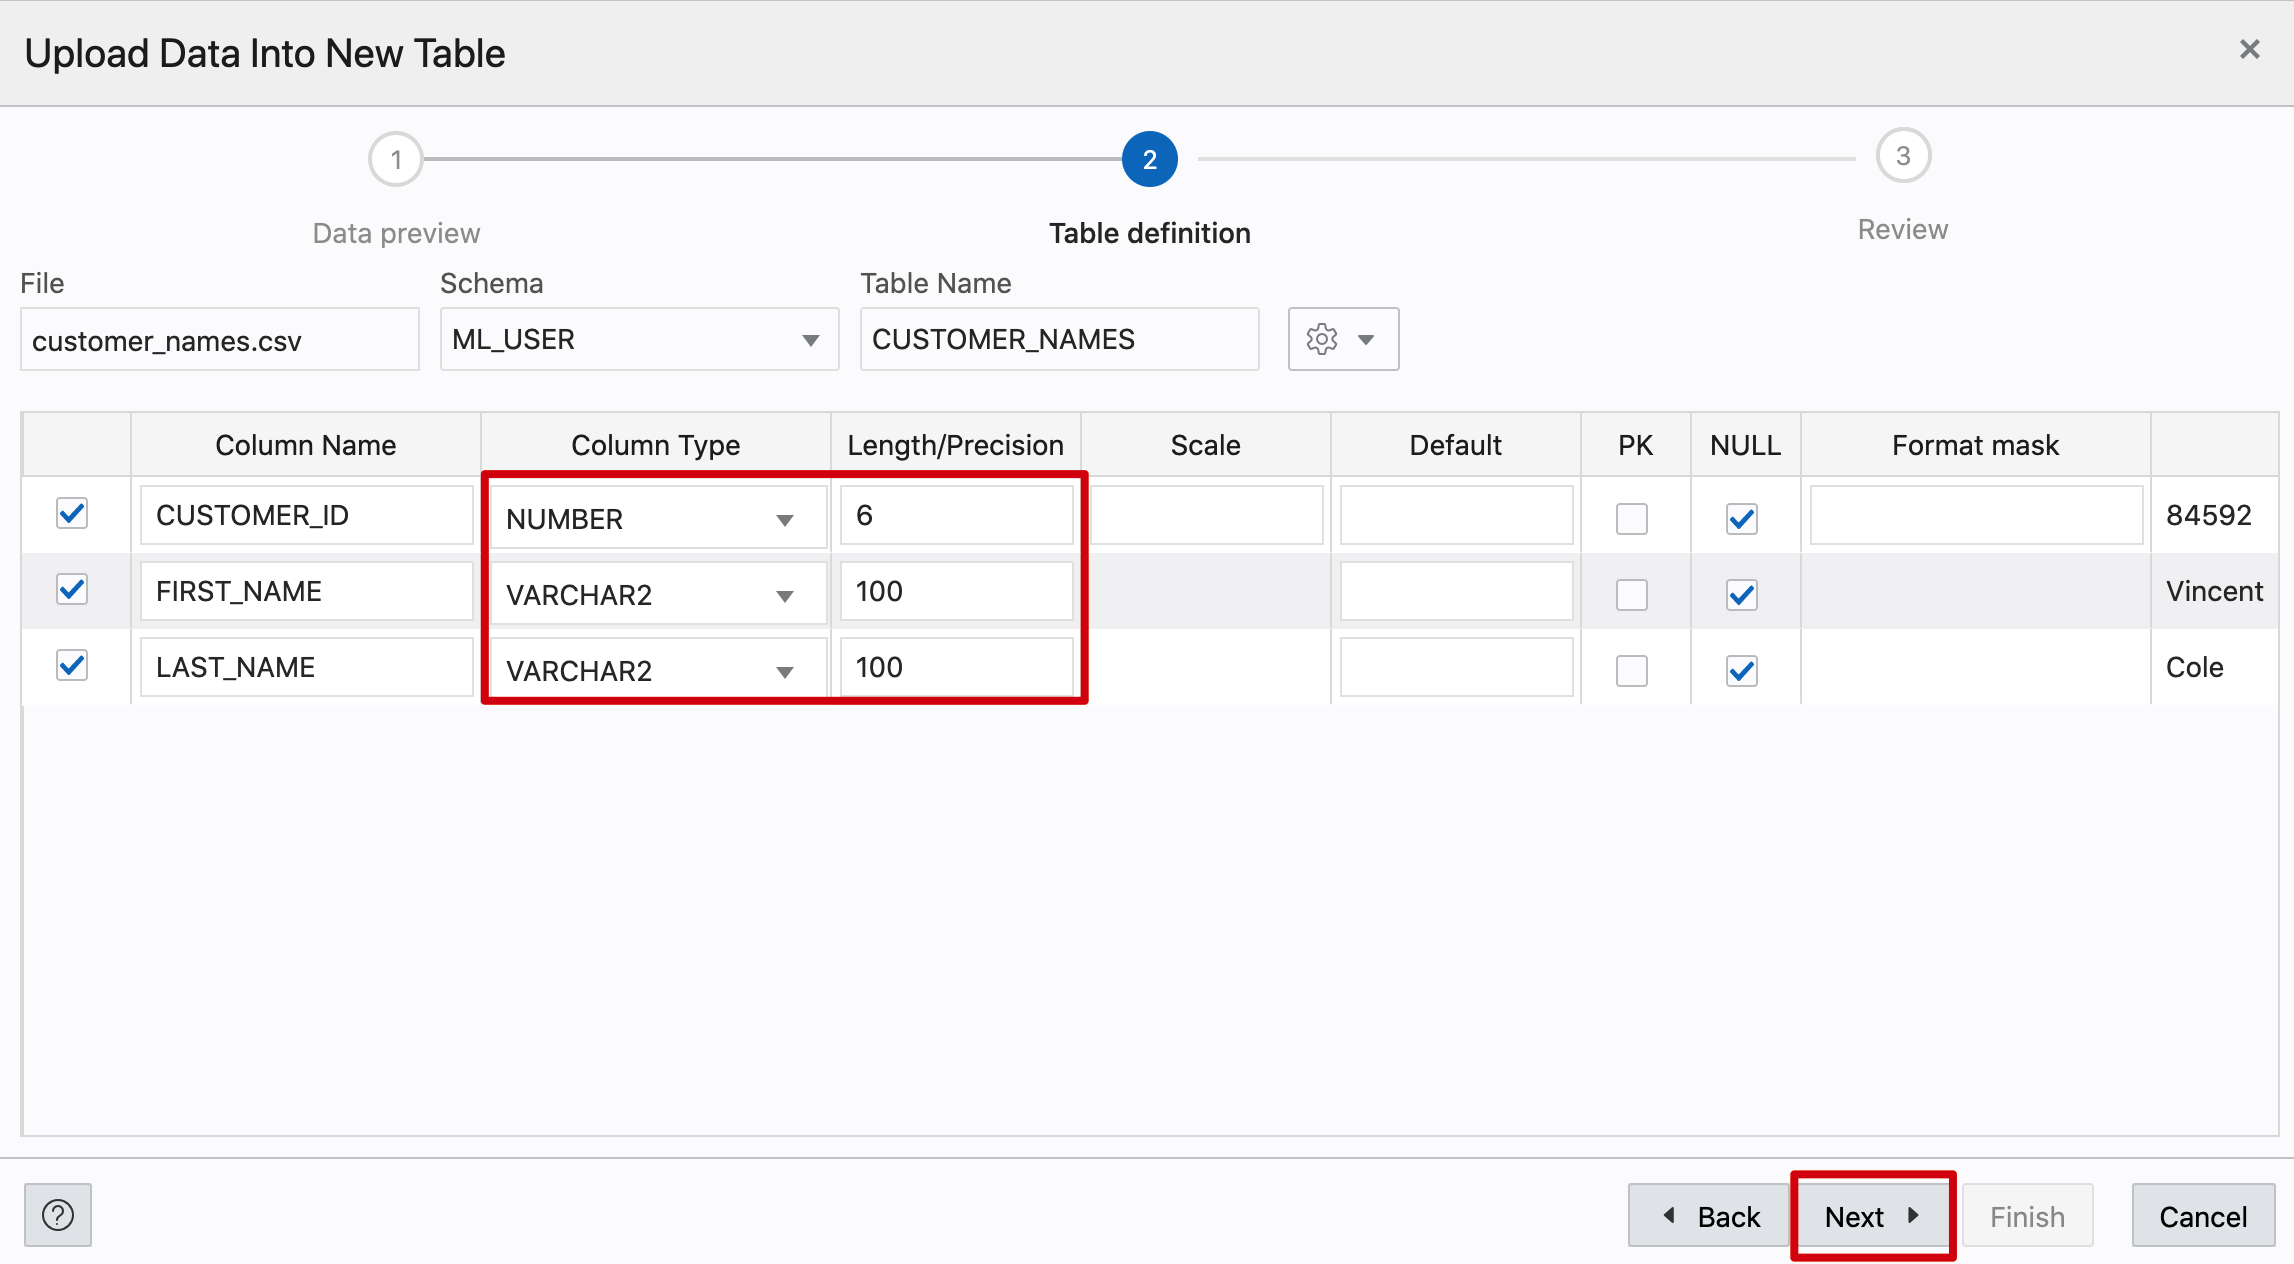 Upload Data Into New Table
1 2 3
Data preview Table definition Review
File Schema Table Name
customer_names.csv ML_USER CUSTOMER_NAMES
Column Name Column Type Length/Precision Scale Default PK NULL Format mask
CUSTOMER_ID NUMBER 6 84592
FIRST_NAME VARCHAR2 100 Vincent
LAST_NAME VARCHAR2 100 Cole
? Back Next Finish Cancel